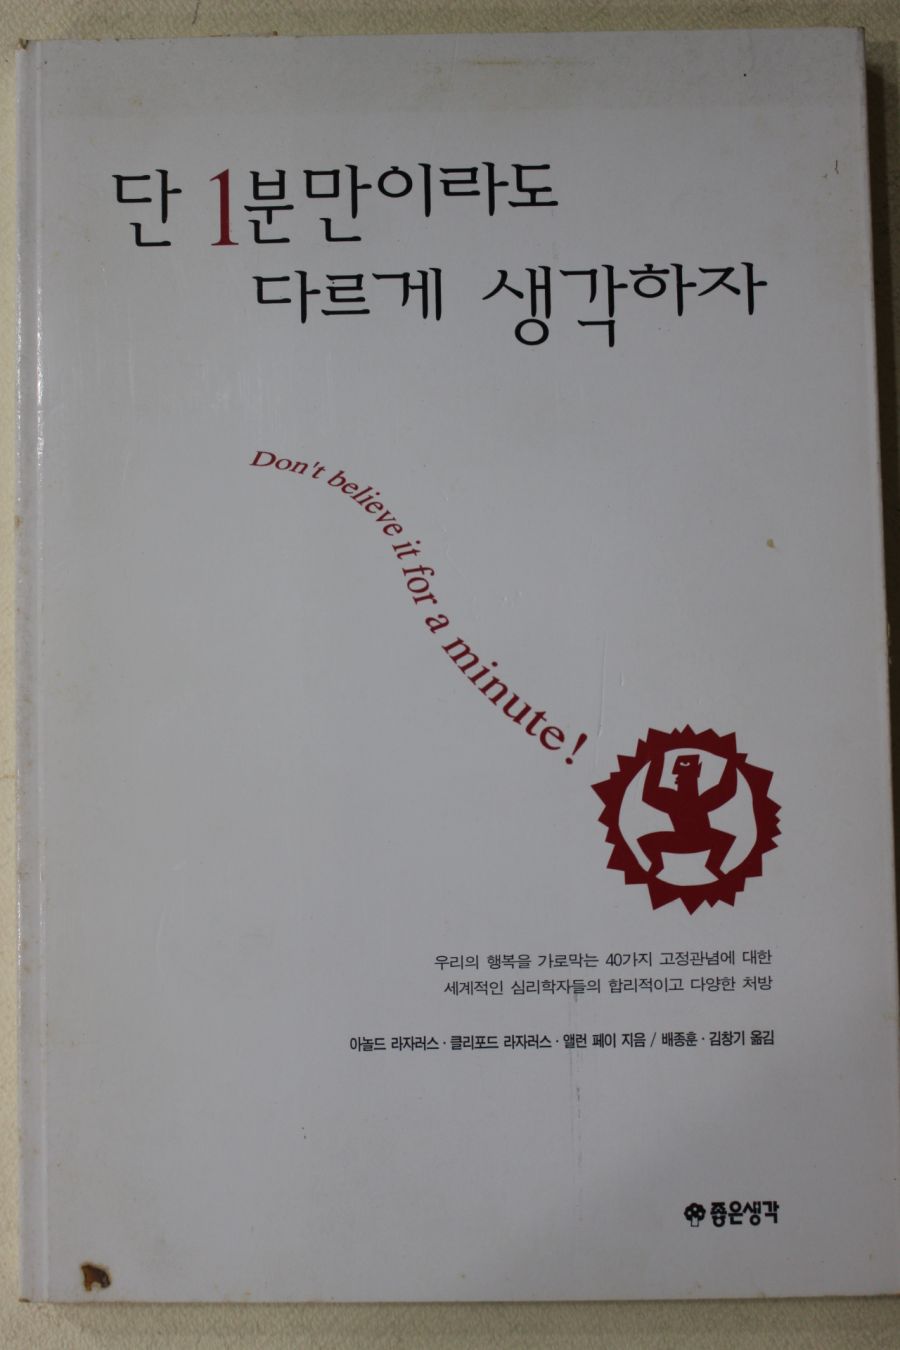 단 1분만이라도
다르게 생각하자
Don't believe it for a minute!
우리의 행복을 가로막는 40가지 고정관념에 대한
세계적인 심리학자들의 합리적이고 다양한 처방
아놀드 라자러스 · 클리포드 라자러스 · 앨런 페이 지음 / 배종훈 · 김창기 옮김
좋은생각